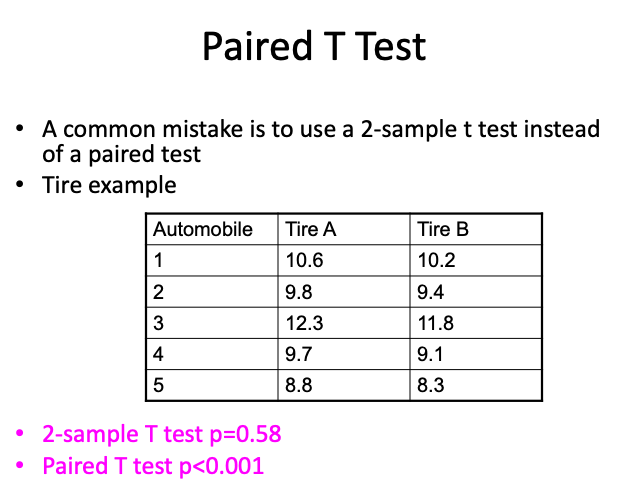 Paired T Test
• A common mistake is to use a 2-sample t test instead
of a paired test
• Tire example
Automobile Tire A Tire B
1 10.6 10.2
2 9.8 9.4
3 12.3 11.8
4 9.7 9.1
5 8.8 8.3
• 2-sample T test p=0.58
• Paired T test p<0.001